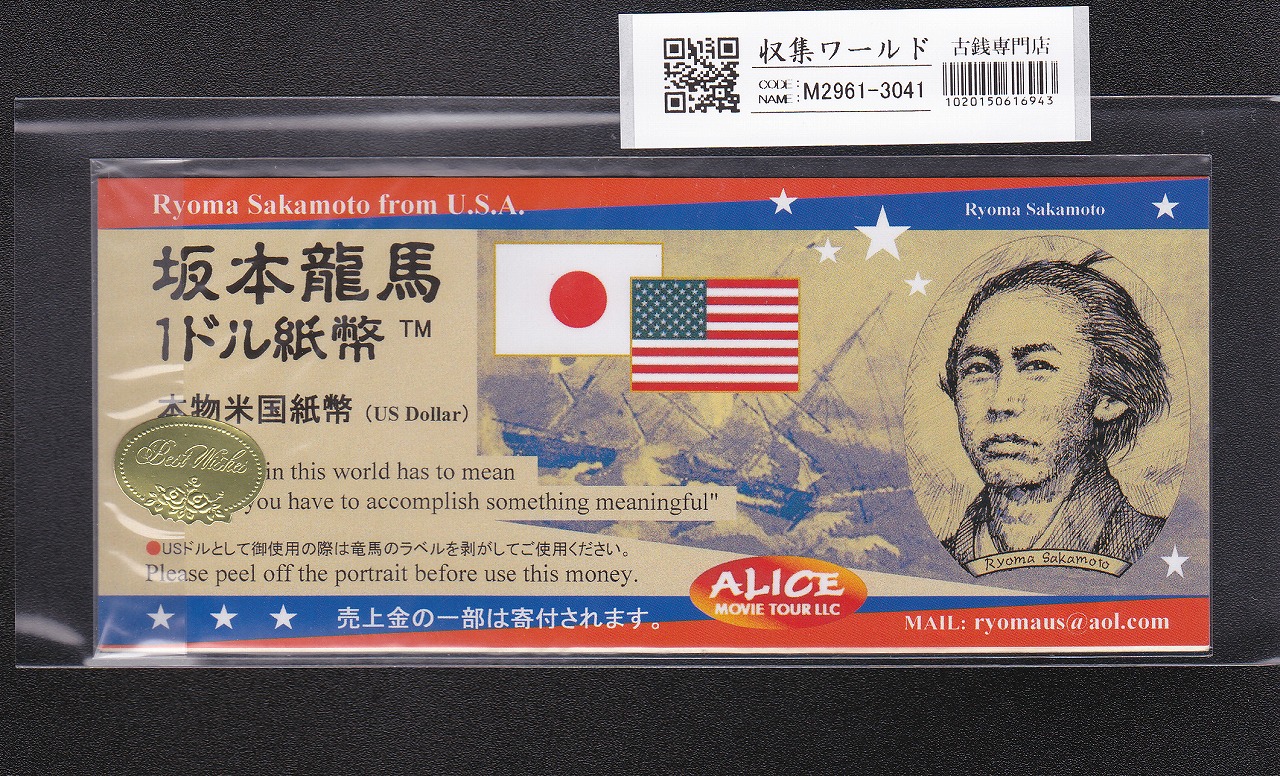 収集ワールド
古銭専門店
CODE:
NAME:
M2961-3041
1020150616943
Ryoma Sakamoto from U.S.A.
Ryoma Sakamoto
坂本龍馬
1ドル紙幣 ™
本物米国紙幣 (US Dollar)
Best Wishes
in this world has to mean
you have to accomplish something meaningful"
●USドルとして御使用の際は竜馬のラベルを剥がしてご使用ください。
Please peel off the portrait before use this money.
Ryoma Sakamoto
ALICE
MOVIE TOUR LLC
売上金の一部は寄付されます。
MAIL: ryomaus@aol.com